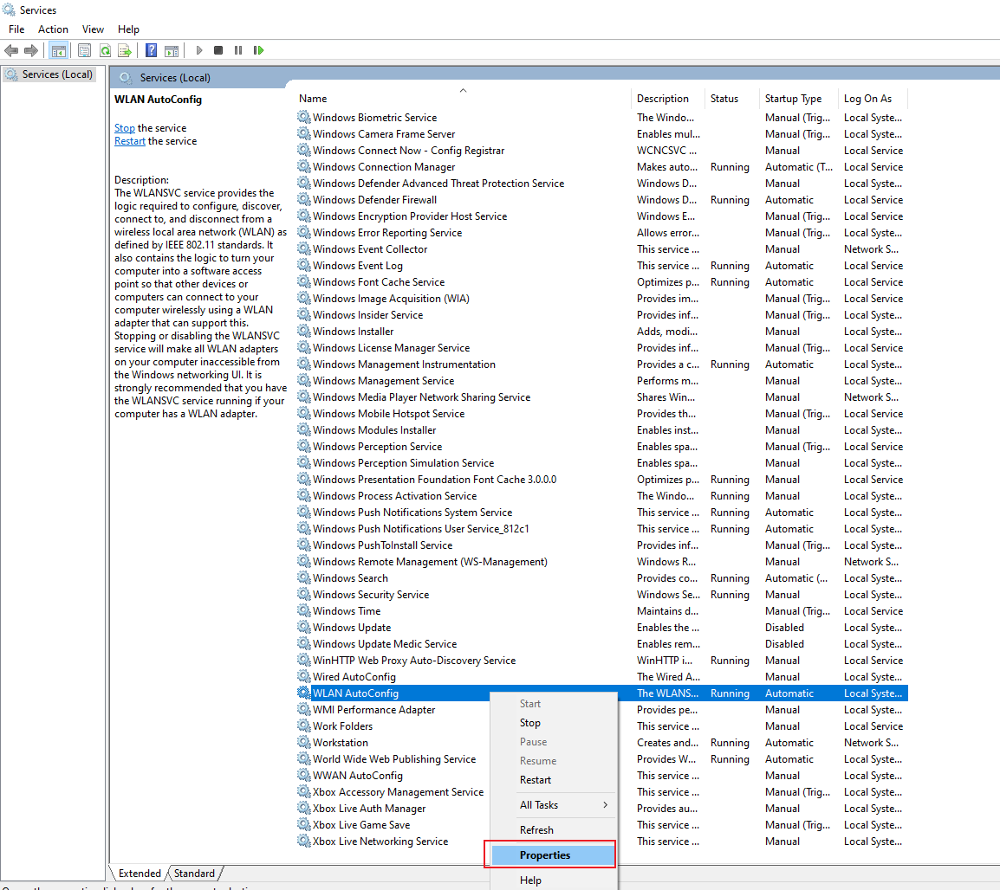 Services
File Action View Help
Services (Local)
Services (Local)
WLAN AutoConfig
Stop the service
Restart the service
Description:
The WLANSVC service provides the
logic required to configure, discover,
connect to, and disconnect from a
wireless local area network (WLAN) as
defined by IEEE 802.11 standards. It
also contains the logic to turn your
computer into a software access
point so that other devices or
computers can connect to your
computer wirelessly using a WLAN
adapter that can support this.
Stopping or disabling the WLANSVC
service will make all WLAN adapters
on your computer inaccessible from
the Windows networking UI. It is
strongly recommended that you have
the WLANSVC service running if your
computer has a WLAN adapter.
Name Description Status Startup Type Log On As
Windows Biometric Service The Windo... Manual (Trig... Local Syste...
Windows Camera Frame Server Enables mul... Manual (Trig... Local Syste...
Windows Connect Now - Config Registrar WCNCSVC ... Manual Local Service
Windows Connection Manager Makes auto... Running Automatic (T... Local Service
Windows Defender Advanced Threat Protection Service Windows D... Manual Local Syste...
Windows Defender Firewall Windows D... Running Automatic Local Service
Windows Encryption Provider Host Service Windows E... Manual (Trig... Local Service
Windows Error Reporting Service Allows error... Manual (Trig... Local Syste...
Windows Event Collector This service ... Manual Network S...
Windows Event Log This service ... Running Automatic Local Service
Windows Font Cache Service Optimizes p... Running Automatic Local Service
Windows Image Acquisition (WIA) Provides im... Manual (Trig... Local Service
Windows Insider Service Provides inf... Manual (Trig... Local Syste...
Windows Installer Adds, modi... Manual Local Syste...
Windows License Manager Service Provides inf... Manual (Trig... Local Service
Windows Management Instrumentation Provides a c... Running Automatic Local Syste...
Windows Management Service Performs m... Manual Local Syste...
Windows Media Player Network Sharing Service Shares Win... Manual Network S...
Windows Mobile Hotspot Service Provides th... Manual (Trig... Local Service
Windows Modules Installer Enables inst... Manual Local Syste...
Windows Perception Service Enables spa... Manual (Trig... Local Service
Windows Perception Simulation Service Enables spa... Manual Local Syste...
Windows Presentation Foundation Font Cache 3.0.0.0 Optimizes p... Running Manual Local Service
Windows Process Activation Service The Windo... Running Manual Local Syste...
Windows Push Notifications System Service This service ... Running Automatic Local Syste...
Windows Push Notifications User Service_812c1 This service ... Running Automatic Local Syste...
Windows PushToInstall Service Provides inf... Manual (Trig... Local Syste...
Windows Remote Management (WS-Management) Windows R... Manual Network S...
Windows Search Provides co... Running Automatic (... Local Syste...
Windows Security Service Windows Se... Running Manual Local Syste...
Windows Time Maintains d... Manual (Trig... Local Service
Windows Update Enables the ... Disabled Local Syste...
Windows Update Medic Service Enables rem... Disabled Local Syste...
WinHTTP Web Proxy Auto-Discovery Service WinHTTP i... Running Manual Local Service
Wired AutoConfig The Wired A... Manual Local Syste...
WLAN AutoConfig The WLANS... Running Automatic Local Syste...
WMI Performance Adapter Provides pe... Manual Local Syste...
Work Folders This service ... Manual Local Service
Workstation Creates and... Running Automatic Network S...
World Wide Web Publishing Service Provides W... Running Automatic Local Syste...
WWAN AutoConfig This service ... Manual Local Syste...
Xbox Accessory Management Service This service ... Manual (Trig... Local Syste...
Xbox Live Auth Manager Provides au... Manual Local Syste...
Xbox Live Game Save This service ... Manual (Trig... Local Syste...
Xbox Live Networking Service This service ... Manual Local Syste...
Start
Stop
Pause
Resume
Restart
All Tasks
Refresh
Properties
Help
Extended Standard